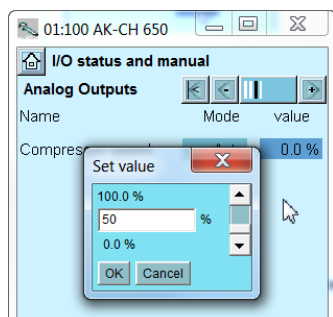 01:100 AK-CH 650
I/O status and manual
Analog Outputs
Name Mode value
Compres 0.0 %
Set value
100.0 %
50 %
0.0 %
OK Cancel